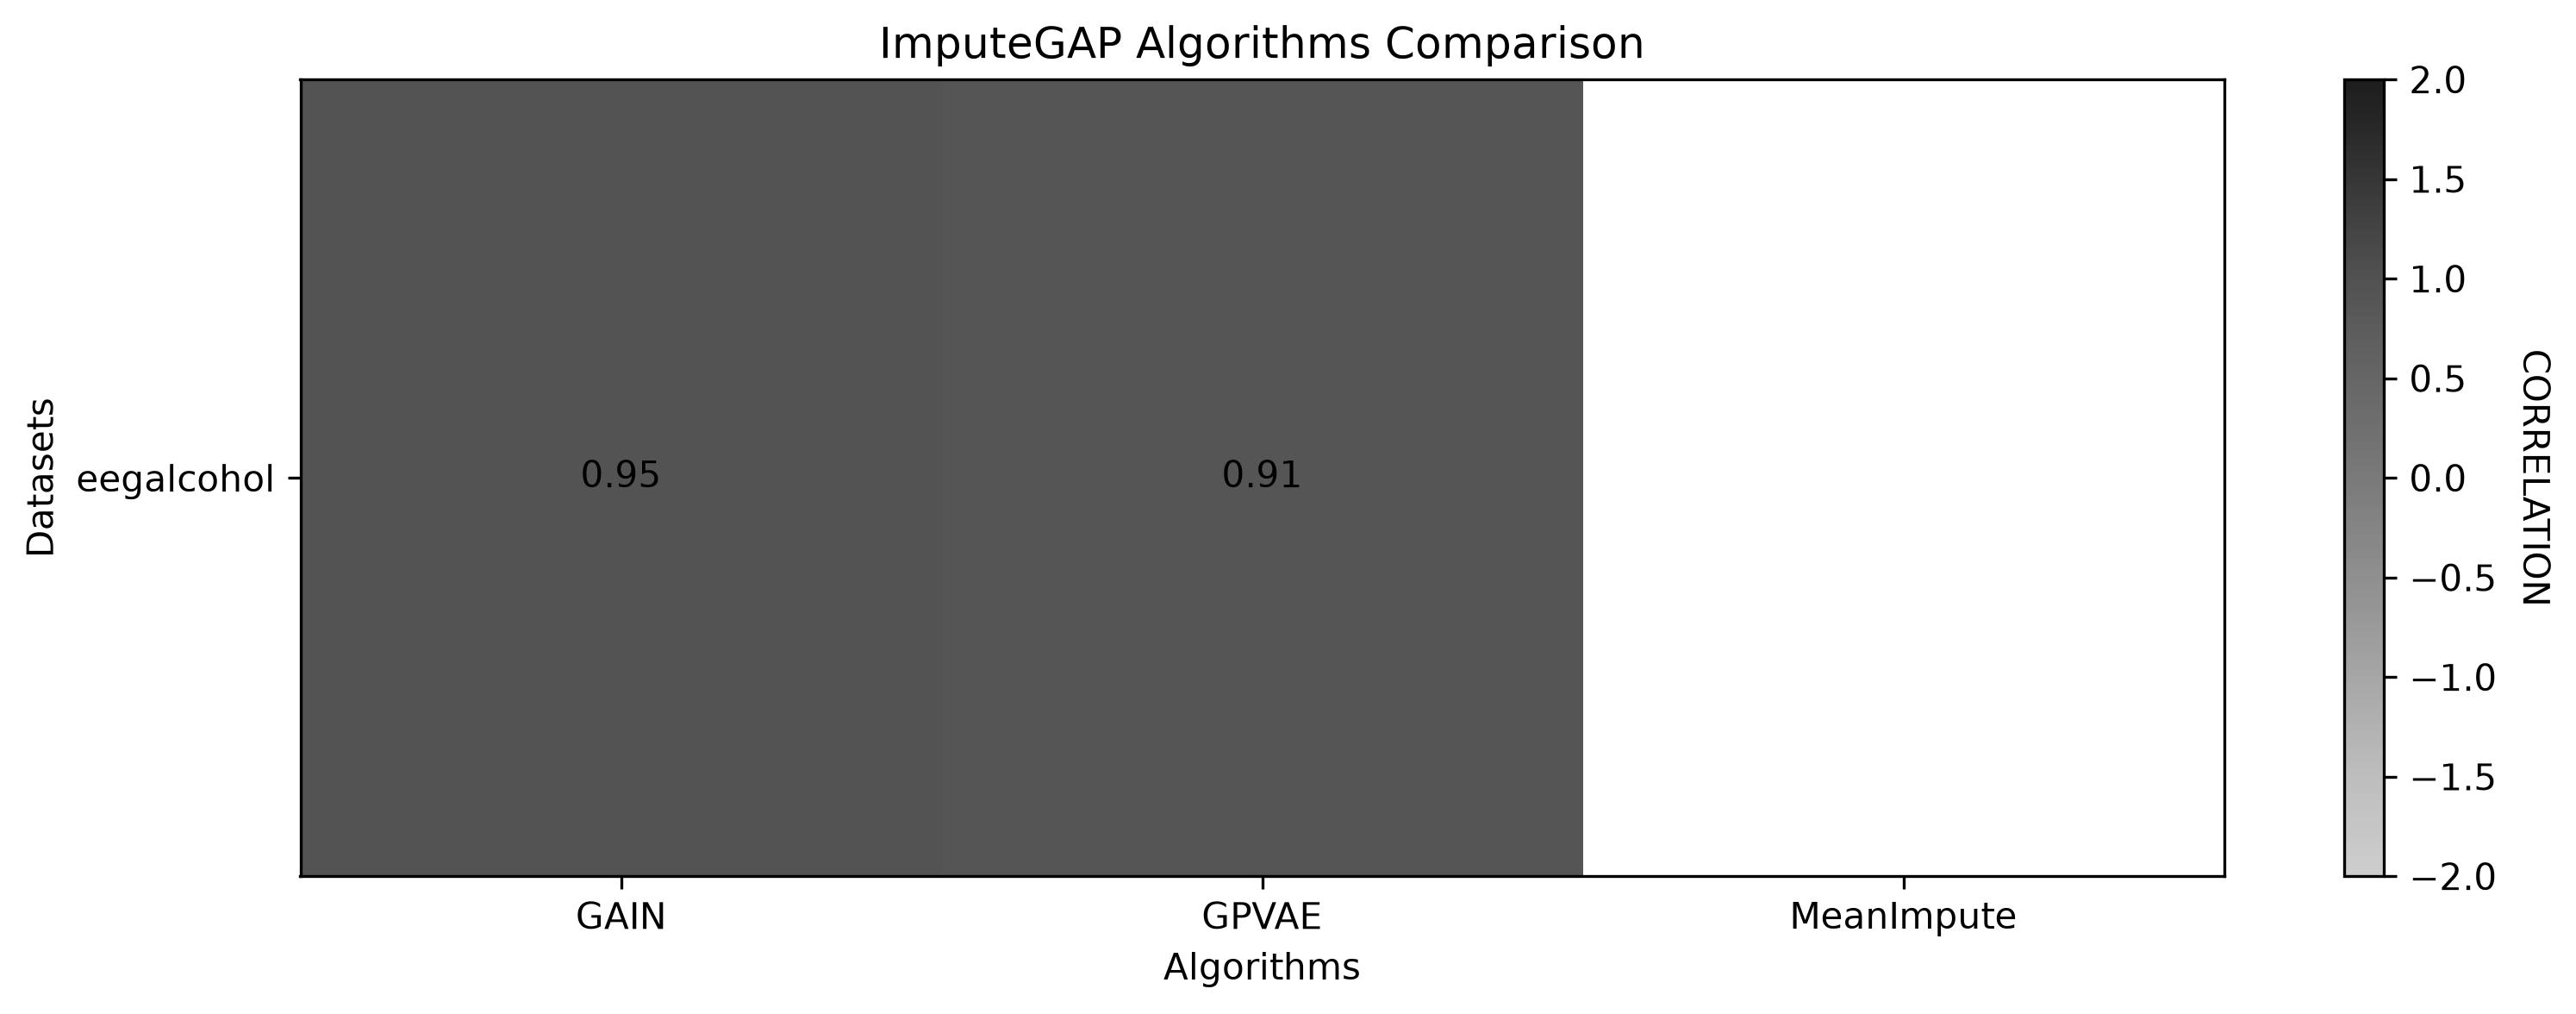 ImputeGAP Algorithms Comparison
Datasets
eegalcohol
0.95
0.91
GAIN
GPVAE
MeanImpute
Algorithms
2.0
1.5
1.0
0.5
0.0
−0.5
−1.0
−1.5
−2.0
CORRELATION